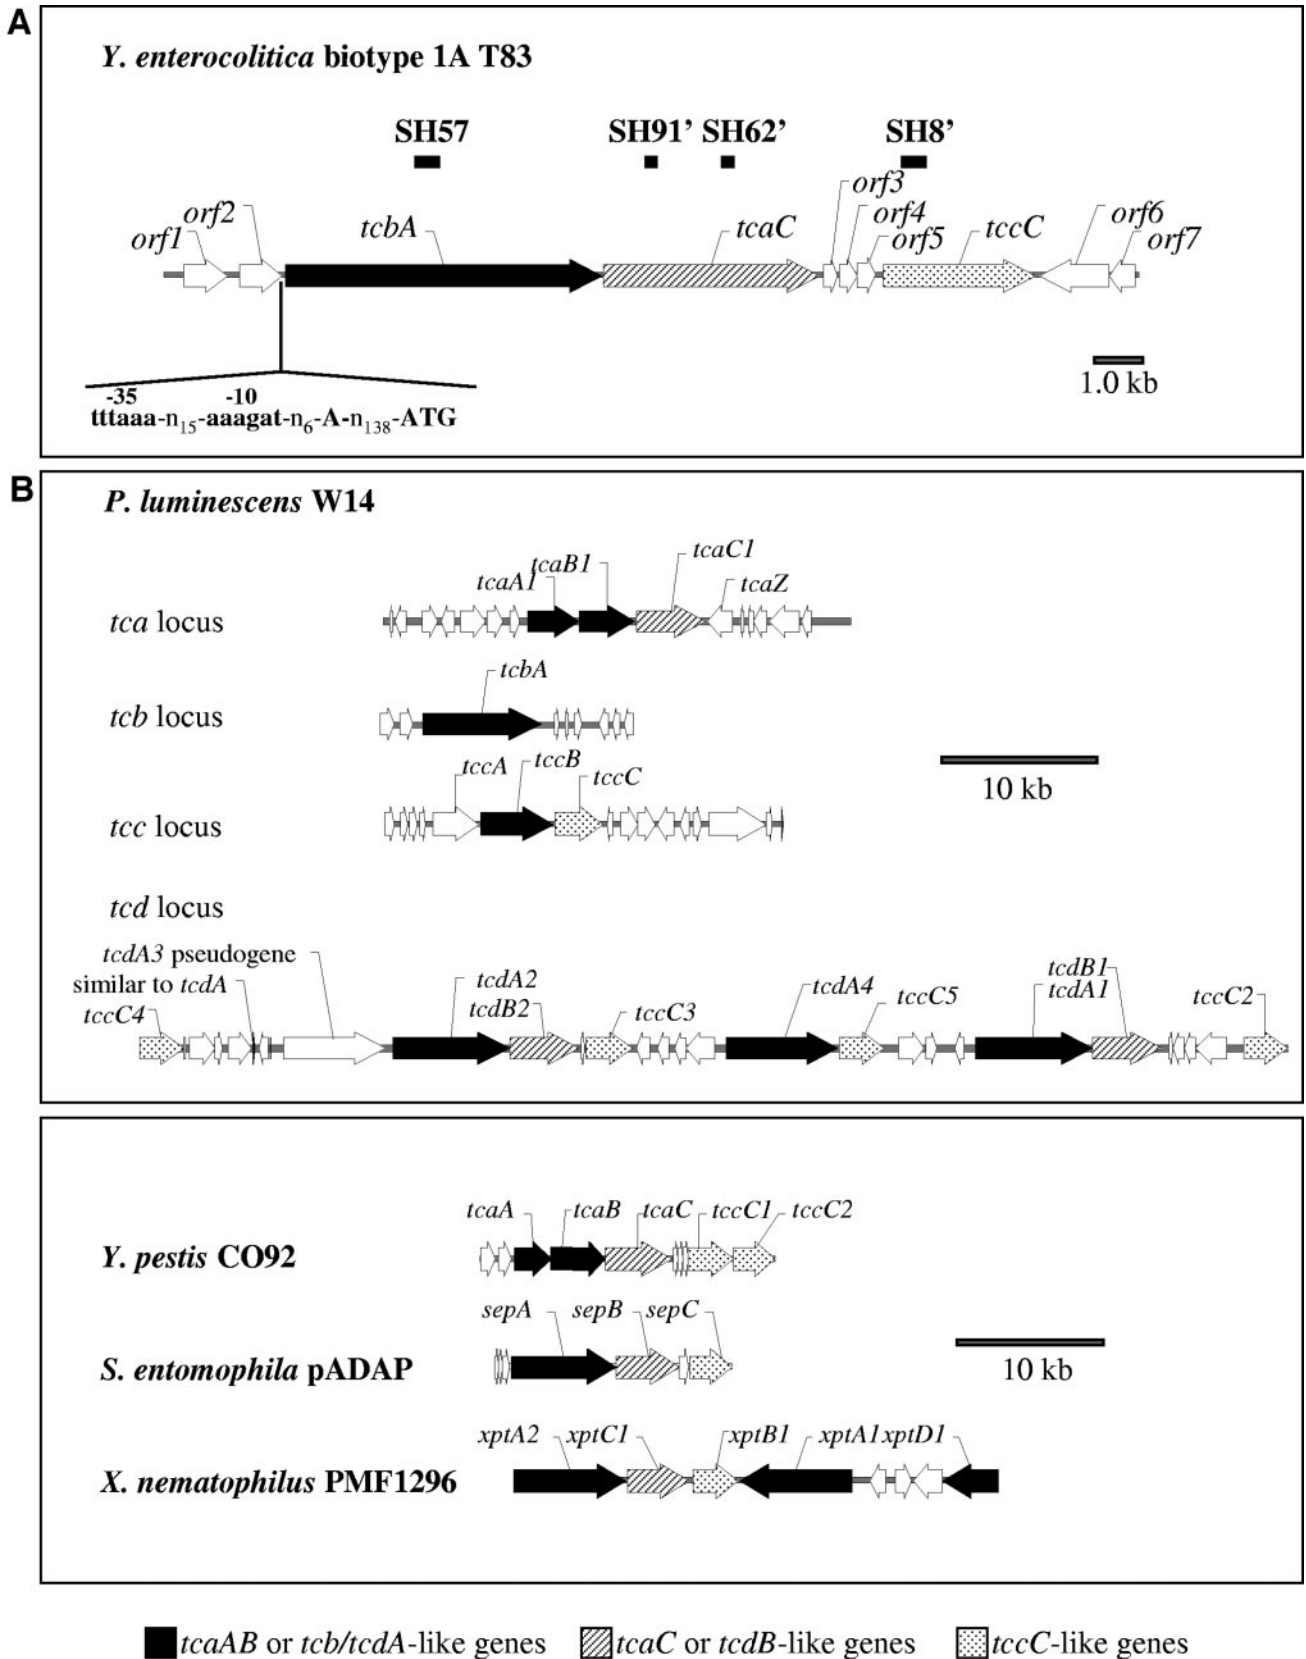 A
Y. enterocolitica biotype 1A T83
SH57 SH91’ SH62’ SH8’
orf1 orf2 tcbA tcaC orf3 orf4 orf5 tccC orf6 orf7
1.0 kb
-35 -10
tttaaa-n15-aaagat-n6-A-n138-ATG
B
P. luminescens W14
tca locus
tcaA1 tcaB1 tcaC1 tcaZ
tcb locus
tcbA
10 kb
tcc locus
tccA tccB tccC
tcd locus
tcdA3 pseudogene
similar to tcdA
tccC4
tcdA2
tcdB2
tccC3
tcdA4
tccC5
tcdB1
tcdA1
tccC2
tcaA tcaB tcaC tccC1 tccC2
Y. pestis CO92
sepA sepB sepC
S. entomophila pADAP
10 kb
xptA2 xptC1 xptB1 xptA1 xptD1
X. nematophilus PMF1296
tcaAB or tcb/tcdA-like genes tcaC or tcdB-like genes tccC-like genes